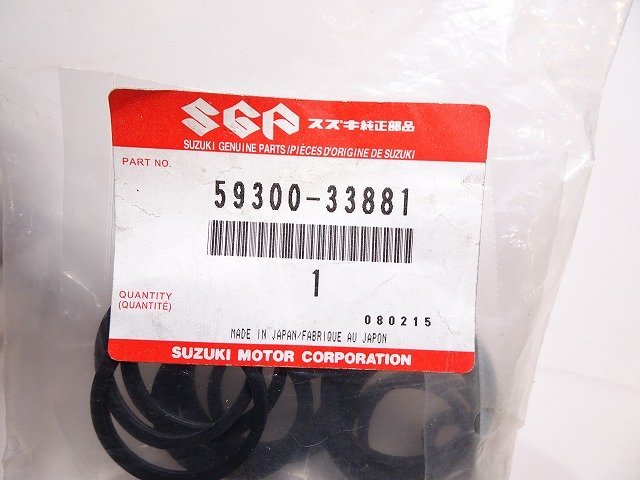 SGP スズキ純正部品
SUZUKI GENUINE PARTS/PIÈCES D'ORIGINE DE SUZUKI
PART NO.
59300-33881
1
QUANTITY
(QUANTITÉ)
080215
MADE IN JAPAN/FABRIQUE AU JAPON
SUZUKI MOTOR CORPORATION